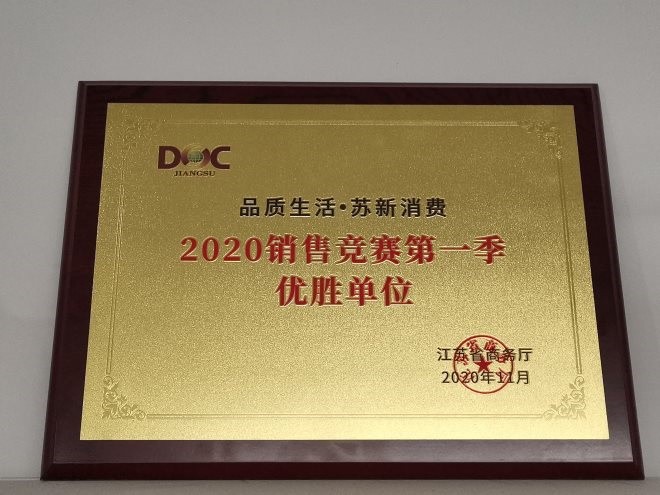 DOC
JIANGSU
品质生活•苏新消费
2020销售竞赛第一季
优胜单位
江苏省商务厅
2020年11月